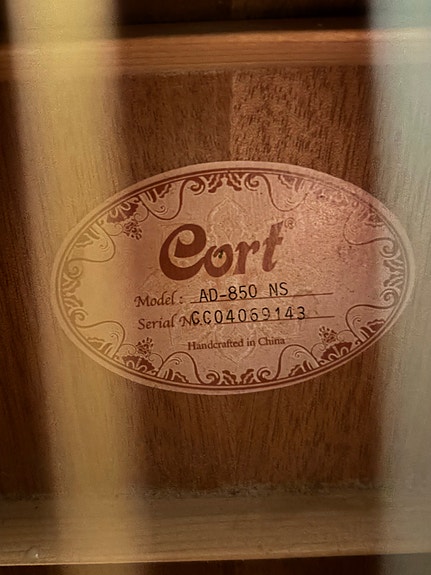 Cort®
Model: AD-850 NS
Serial No. CC04069143
Handcrafted in China